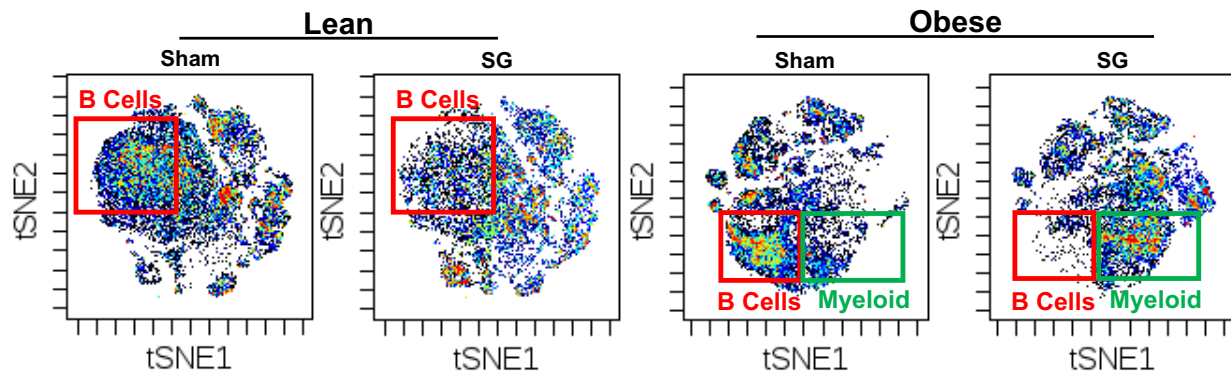 Lean
Obese
Sham
SG
Sham
SG
B Cells
B Cells
tSNE2
tSNE2
tSNE2
tSNE2
B Cells
Myeloid
B Cells
Myeloid
tSNE1
tSNE1
tSNE1
tSNE1